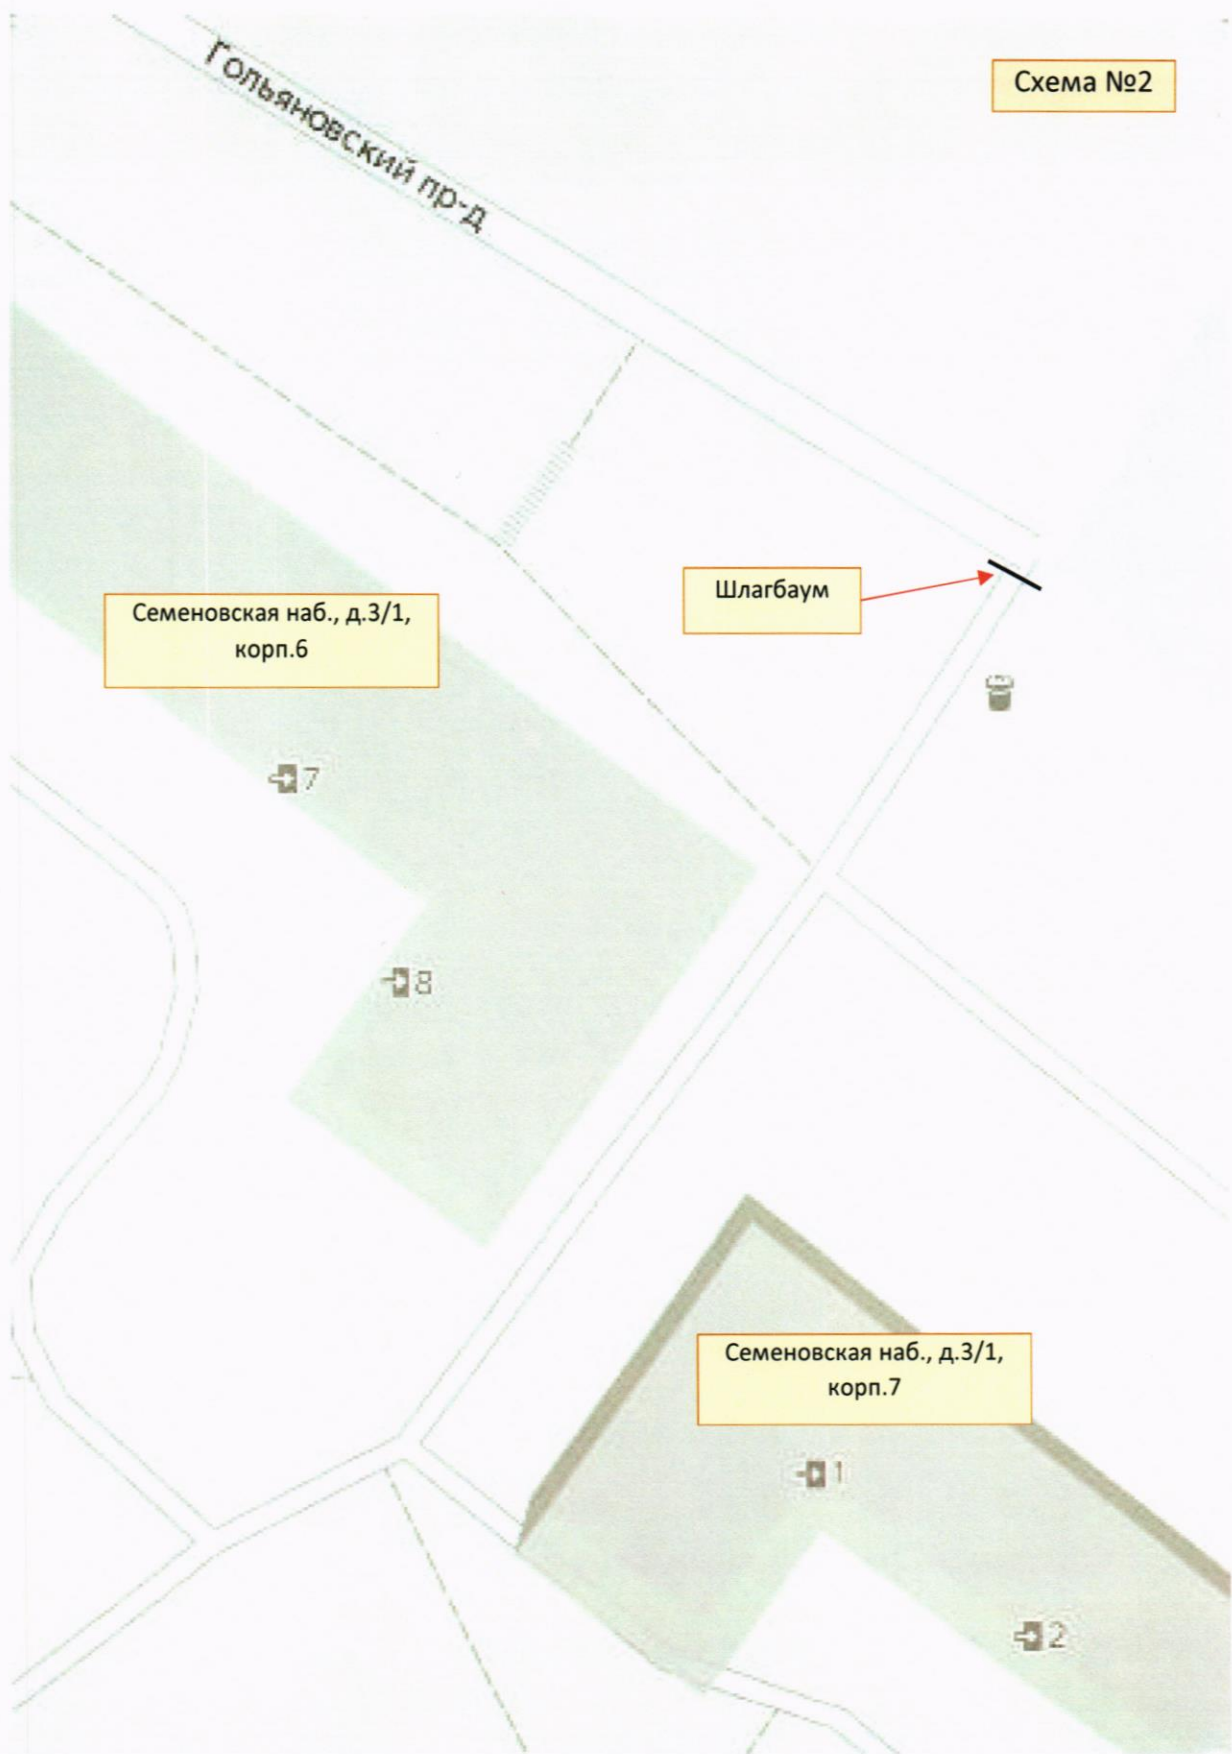 Гольяновский пр-д
Схема №2
Шлагбаум
Семеновская наб., д.3/1,
корп.6
7
8
Семеновская наб., д.3/1,
корп.7
1
2